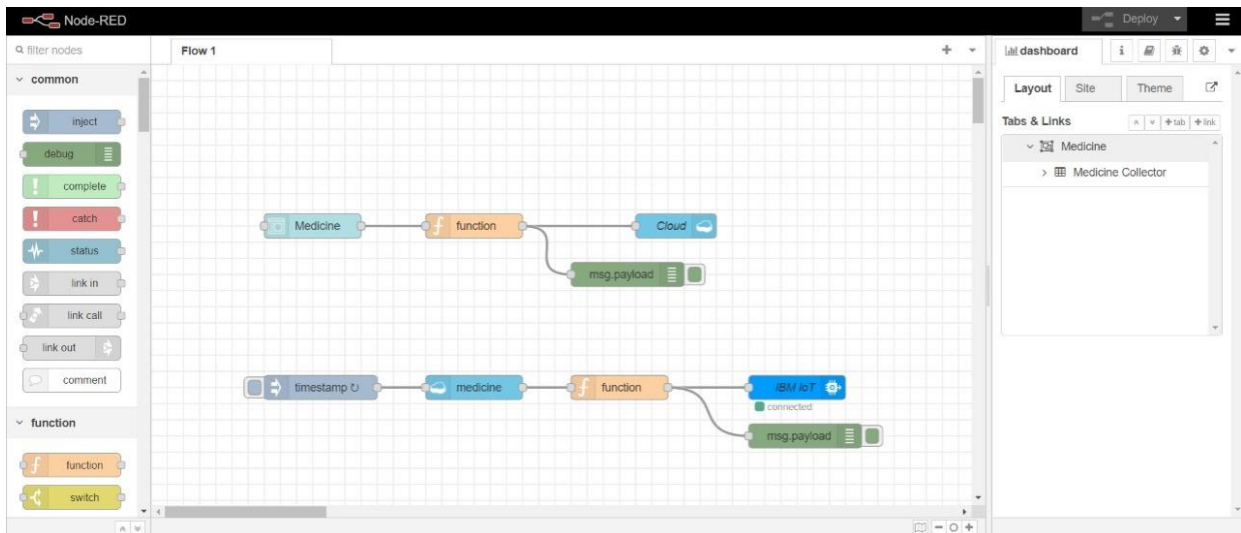 Node-RED
Deploy
filter nodes
Flow 1
dashboard
common
inject
debug
complete
catch
status
link in
link call
link out
comment
function
function
switch
Medicine
function
Cloud
msg.payload
timestamp ↻
medicine
function
IBM IoT
connected
msg.payload
Layout
Site
Theme
Tabs & Links
+tab
+link
Medicine
Medicine Collector